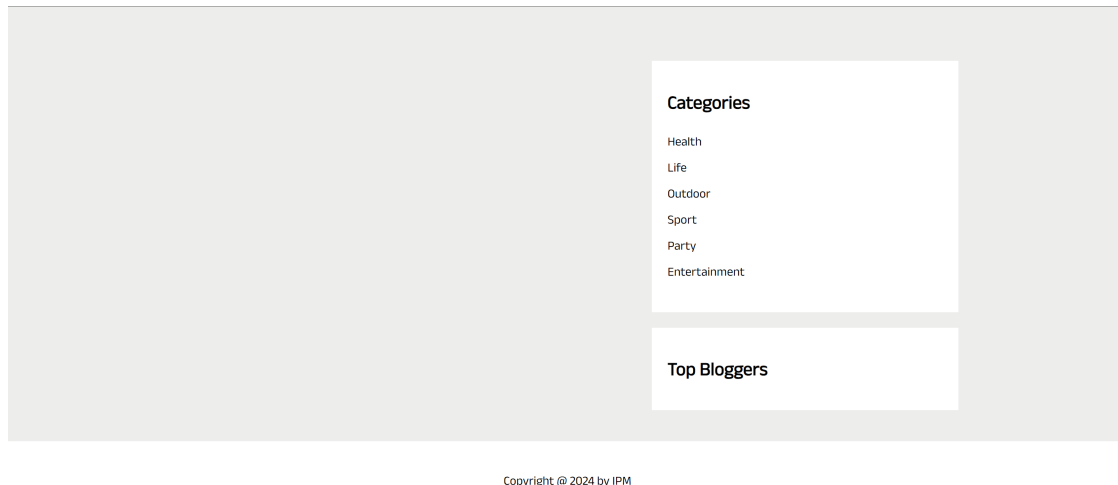 Categories
Health
Life
Outdoor
Sport
Party
Entertainment
Top Bloggers
Copyright @ 2024 by IPM